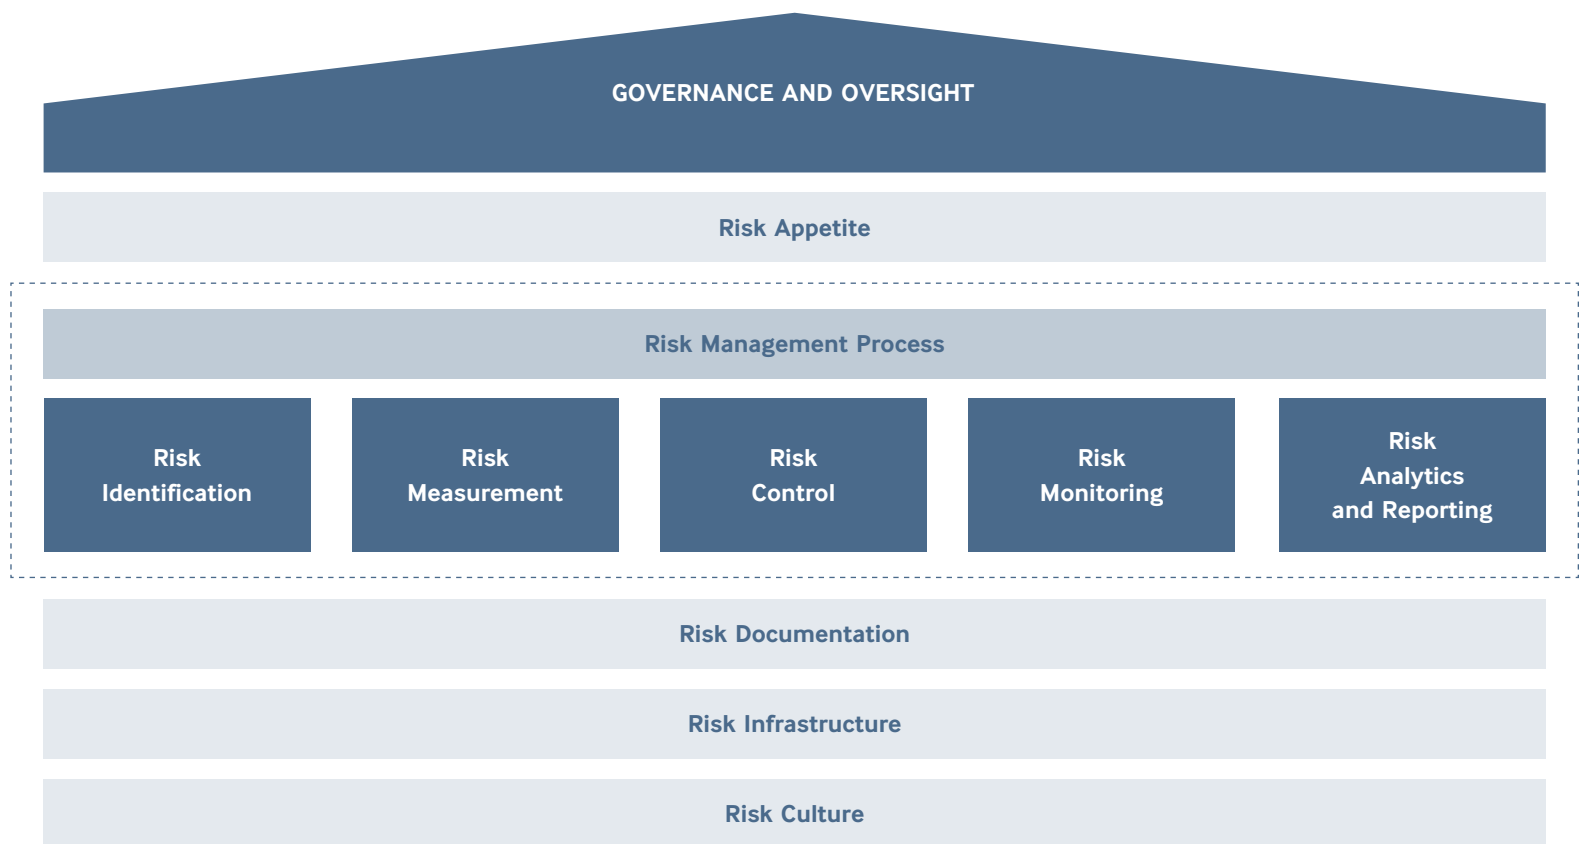 GOVERNANCE AND OVERSIGHT
Risk Appetite
Risk Management Process
Risk
Identification
Risk
Measurement
Risk
Control
Risk
Monitoring
Risk
Analytics
and Reporting
Risk Documentation
Risk Infrastructure
Risk Culture